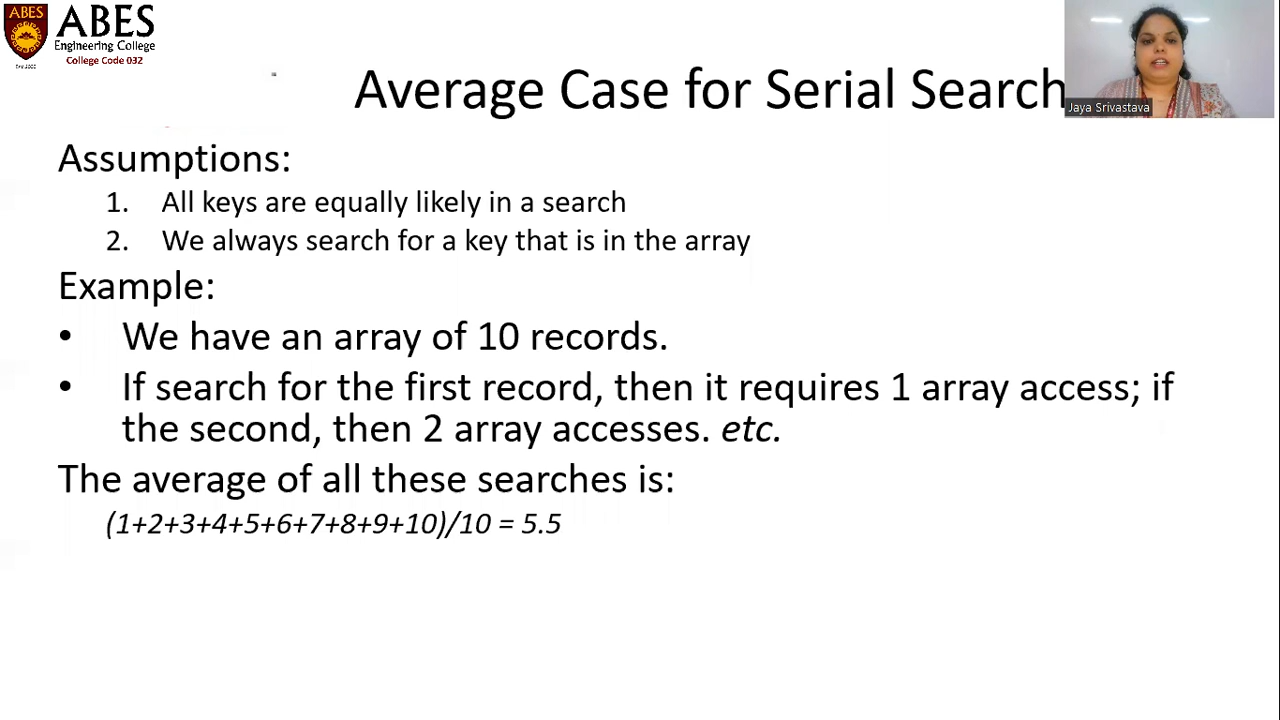 ABES
ABES
Engineering College
College Code 032
Average Case for Serial Search
Jaya Srivastava
Assumptions:
1. All keys are equally likely in a search
2. We always search for a key that is in the array
Example:
• We have an array of 10 records.
• If search for the first record, then it requires 1 array access; if
the second, then 2 array accesses. etc.
The average of all these searches is:
(1+2+3+4+5+6+7+8+9+10)/10 = 5.5